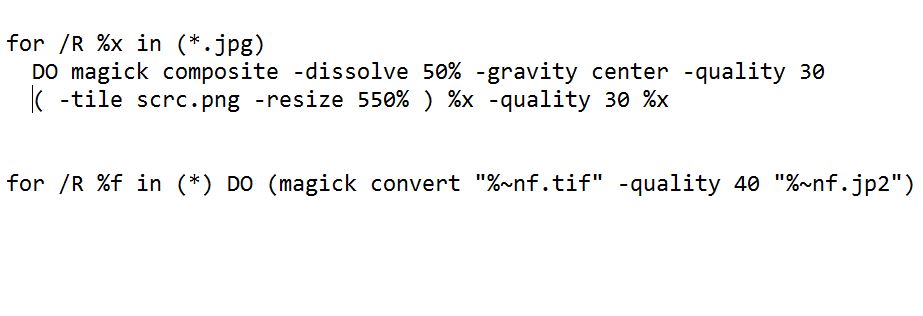 for /R %x in (*.jpg)
DO magick composite -dissolve 50% -gravity center -quality 30
( -tile scrc.png -resize 550% ) %x -quality 30 %x
for /R %f in (*) DO (magick convert "%~nf.tif" -quality 40 "%~nf.jp2")